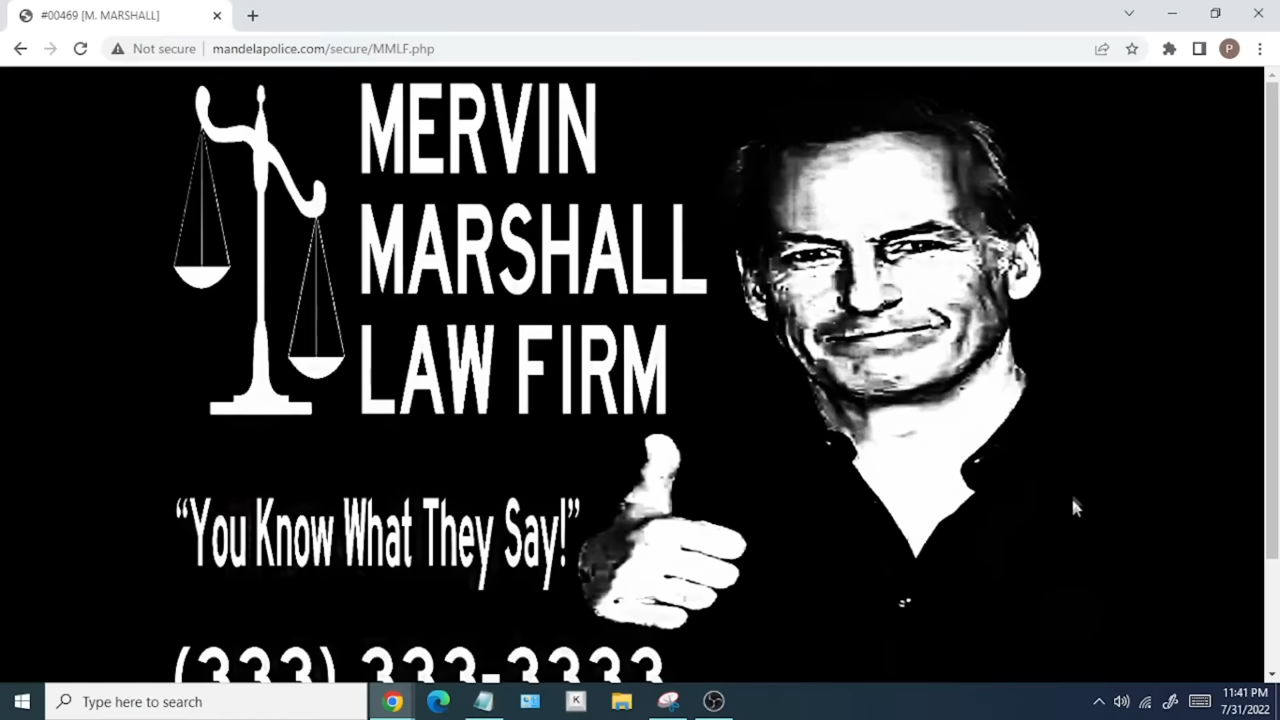 #00469 [M. MARSHALL]
Not secure
mandelapolice.com/secure/MMLF.php
P
MERVIN
MARSHALL
LAW FIRM
“You Know What They Say!”
(333) 333-3333
Type here to search
K
11:41 PM
7/31/2022